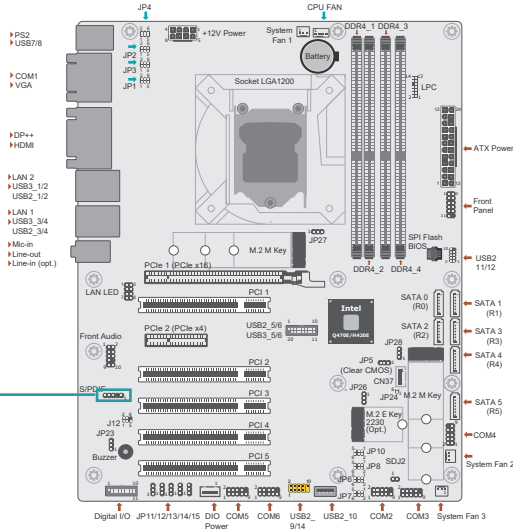 JP4
CPU FAN
PS2
USB7/8
+12V Power
System
Fan 1
DDR4_1
DDR4_3
JP2
JP3
JP1
Battery
COM1
VGA
Socket LGA1200
LPC
DP++
HDMI
ATX Power
LAN 2
USB3_1/2
USB2_1/2
LAN 1
USB3_3/4
USB2_3/4
Front
Panel
Mic-in
Line-out
Line-in (opt.)
JP27
M.2 M Key
SPI Flash
BIOS
USB2
11/12
DDR4_2
DDR4_4
PCIe 1 (PCIe x16)
LAN LED
PCI 1
SATA 0
(R0)
SATA 1
(R1)
Intel
Q470E/H420E
USB2_5/6
USB3_5/6
PCIe 2 (PCIe x4)
Front Audio
SATA 2
(R2)
SATA 3
(R3)
JP28
SATA 4
(R4)
JP5
(Clear CMOS)
PCI 2
CN37
JP26
JP24
M.2 M Key
S/PDIF
PCI 3
SATA 5
(R5)
M.2 E Key
2230
(Opt.)
J12
JP23
PCI 4
COM4
Buzzer
PCI 5
JP10
JP8
SDJ2
System Fan 2
JP6
JP7
Digital I/O
JP11/12/13/14/15
DIO
Power
COM5
COM6
USB2_
9/14
USB2_10
COM2
COM3
System Fan 3